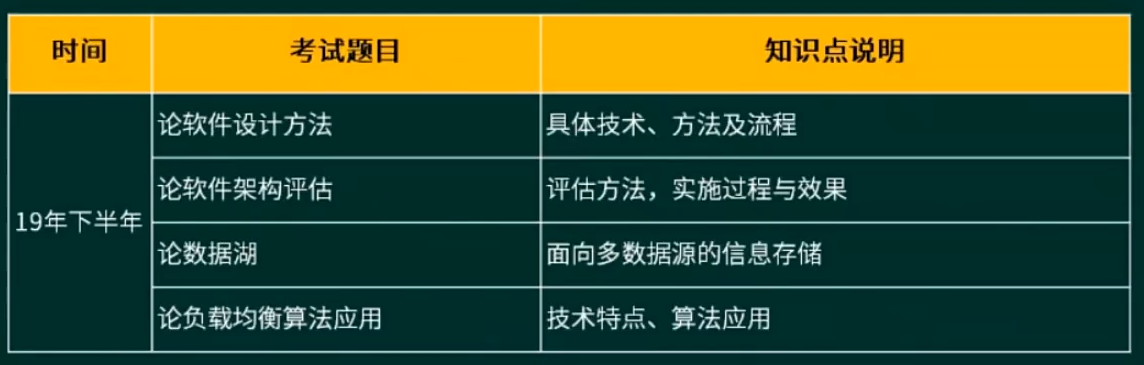 时间 考试题目 知识点说明
论软件设计方法 具体技术、方法及流程
论软件架构评估 评估方法，实施过程与效果
19年下半年
论数据湖 面向多数据源的信息存储
论负载均衡算法应用 技术特点、算法应用